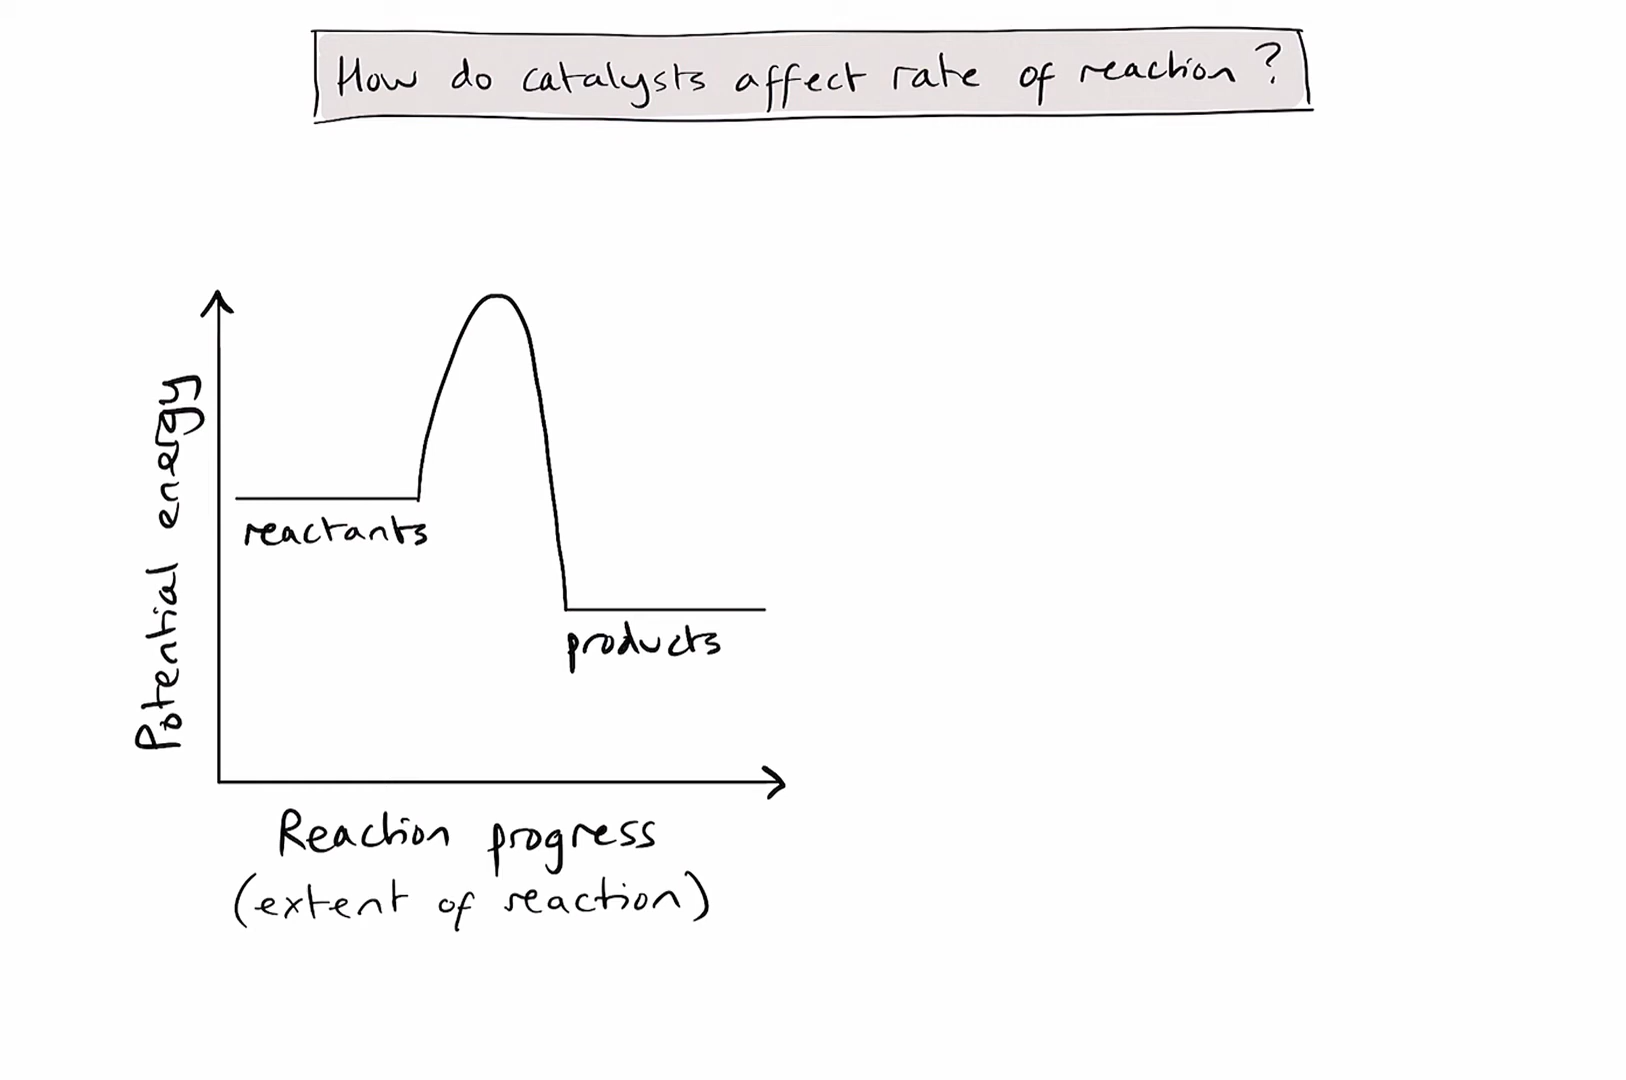 How do catalysts affect rate of reaction?
Potential energy
reactants
products
Reaction progress
(extent of reaction)